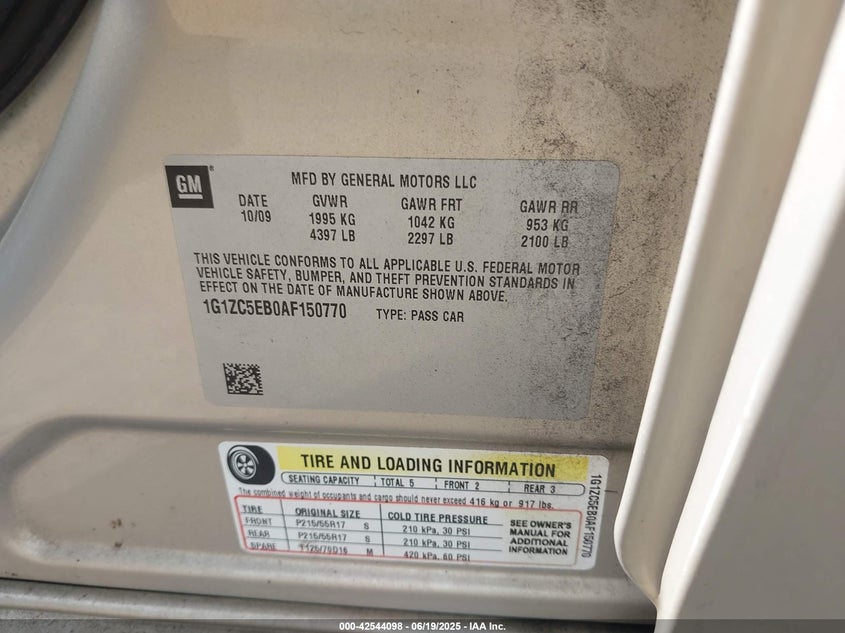 GM
MFD BY GENERAL MOTORS LLC
DATE GVWR GAWR FRT GAWR RR
10/09 1995 KG 1042 KG 953 KG
4397 LB 2297 LB 2100 LB
THIS VEHICLE CONFORMS TO ALL APPLICABLE U.S. FEDERAL MOTOR
VEHICLE SAFETY, BUMPER, AND THEFT PREVENTION STANDARDS IN
EFFECT ON THE DATE OF MANUFACTURE SHOWN ABOVE.
1G1ZC5EB0AF150770 TYPE: PASS CAR
TIRE AND LOADING INFORMATION
SEATING CAPACITY TOTAL 5 FRONT 2 REAR 3
The combined weight of occupants and cargo should never exceed 416 kg or 917 lbs.
TIRE ORIGINAL SIZE COLD TIRE PRESSURE
FRONT P215/55R17 S 210 kPa, 30 PSI
REAR P215/55R17 S 210 kPa, 30 PSI
SPARE T125/70D16 M 420 kPa, 60 PSI
SEE OWNER'S
MANUAL FOR
ADDITIONAL
INFORMATION
1G1ZC5EB0AF150770
000-42544098 - 06/19/2025 - IAA Inc.